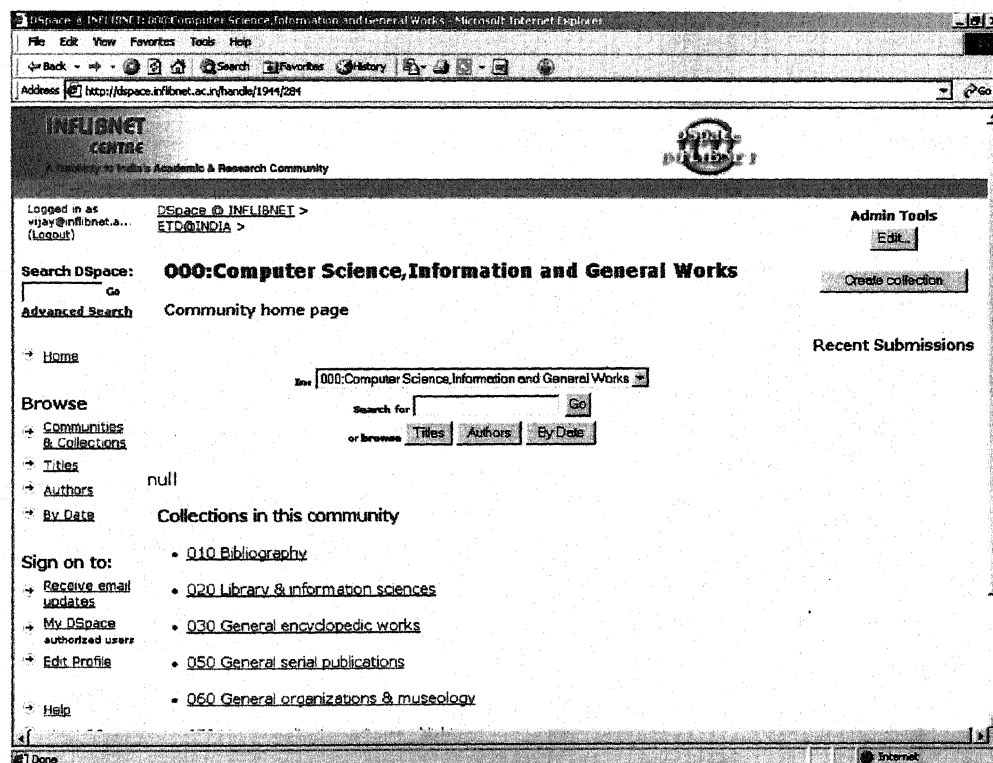 DSpace @ INFLIBNET: 000:Computer Science,Information and General Works - Microsoft Internet Explorer
File Edit View Favorites Tools Help
Back Search Favorites History
Address http://dspace.inflibnet.ac.in/handle/1944/284 Go
INFLIBNET
CENTRE
A Gateway to India's Academic & Research Community
Logged in as
vijay@inflibnet.a...
(Logout)
DSpace @ INFLIBNET >
ETD@INDIA >
Admin Tools
Edit...
Search DSpace:
Go
Advanced Search
000:Computer Science,Information and General Works
Create collection
Community home page
Recent Submissions
Home
In: 000:Computer Science,Information and General Works
Search for Go
or browse Titles Authors By Date
Browse
Communities
& Collections
Titles
Authors
By Date
null
Collections in this community
010 Bibliography
020 Library & information sciences
030 General encyclopedic works
050 General serial publications
060 General organizations & museology
Sign on to:
Receive email
updates
My DSpace
authorized users
Edit Profile
Help
Done Internet